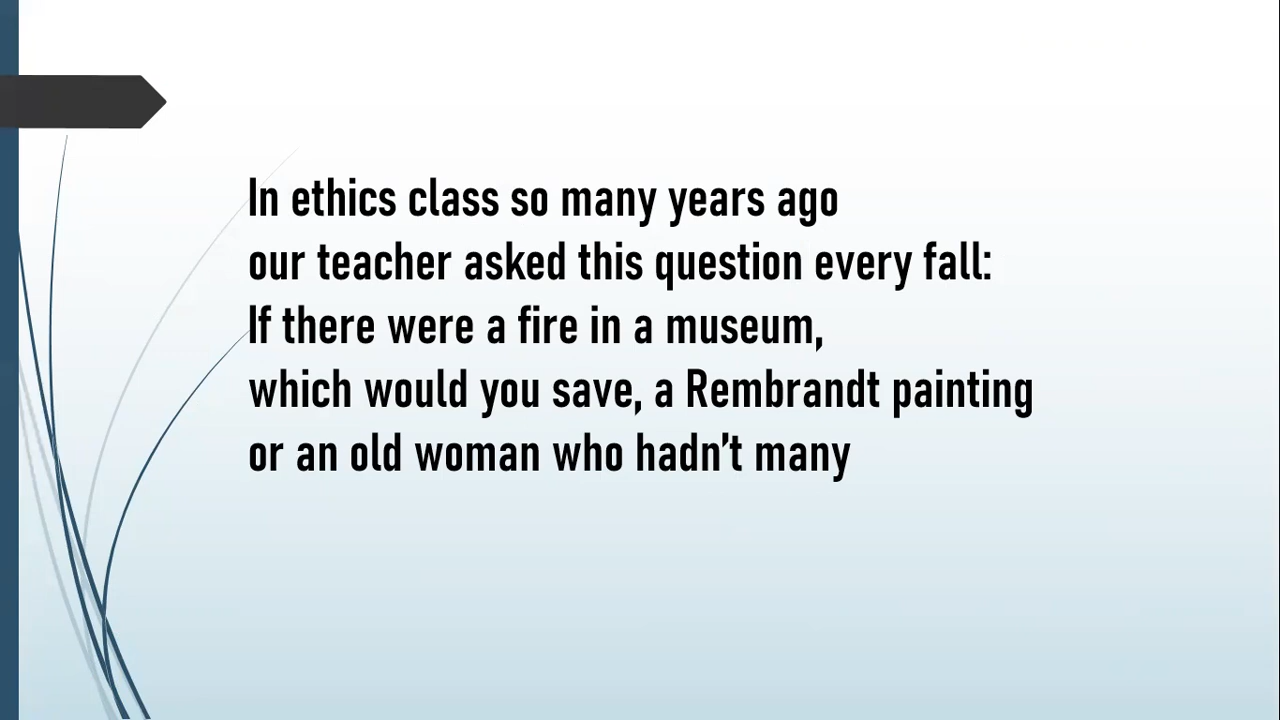 In ethics class so many years ago
our teacher asked this question every fall:
If there were a fire in a museum,
which would you save, a Rembrandt painting
or an old woman who hadn’t many